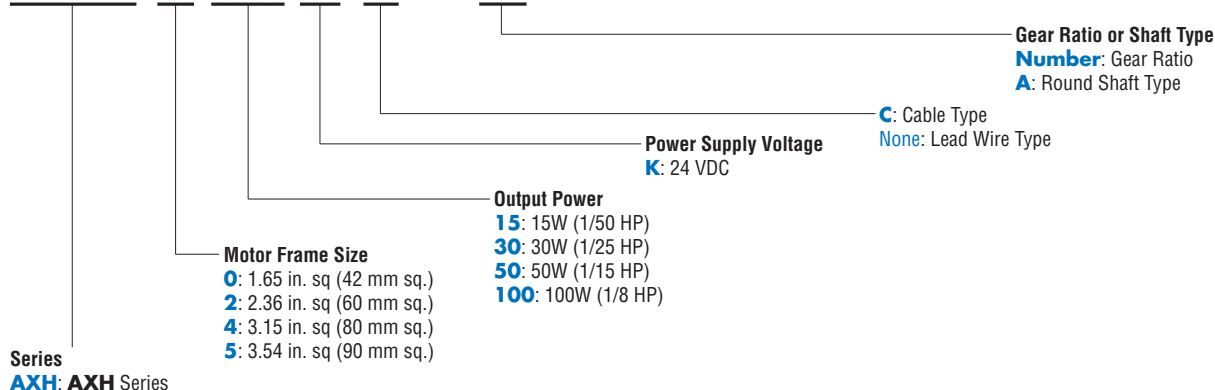 Gear Ratio or Shaft Type
Number: Gear Ratio
A: Round Shaft Type
C: Cable Type
None: Lead Wire Type
Power Supply Voltage
K: 24 VDC
Output Power
15: 15W (1/50 HP)
30: 30W (1/25 HP)
50: 50W (1/15 HP)
100: 100W (1/8 HP)
Motor Frame Size
0: 1.65 in. sq (42 mm sq.)
2: 2.36 in. sq (60 mm sq.)
4: 3.15 in. sq (80 mm sq.)
5: 3.54 in. sq (90 mm sq.)
Series
AXH: AXH Series